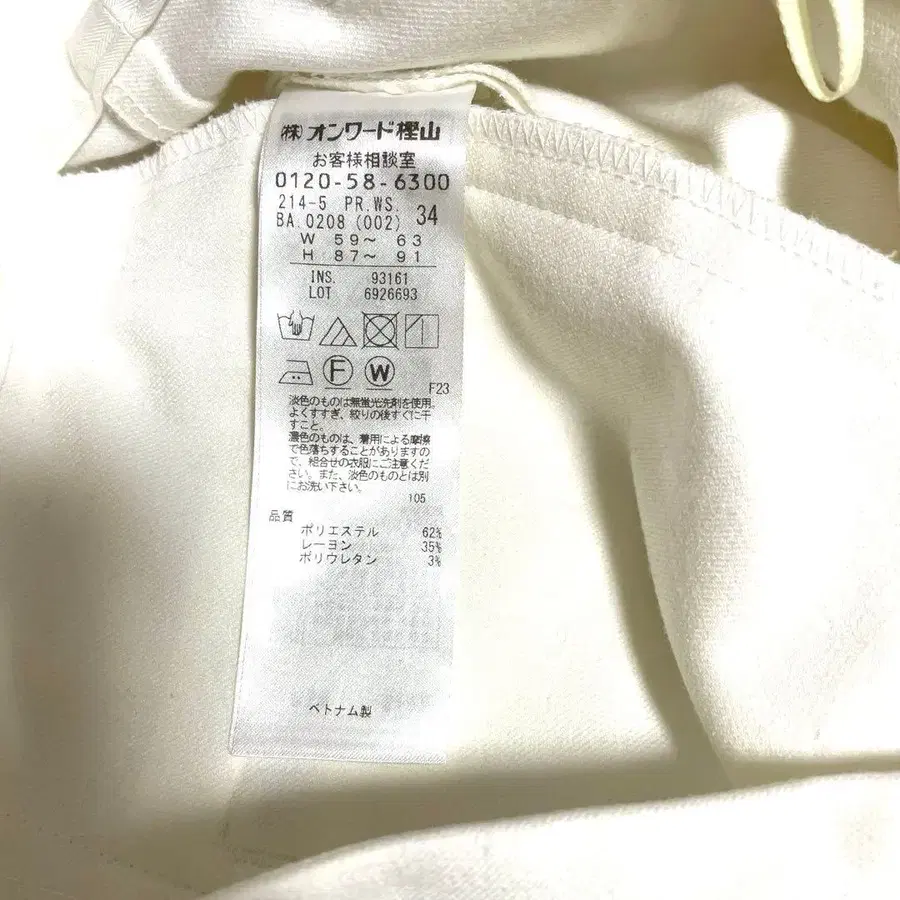 ㈱オンワード樫山
お客様相談室
0120-58-6300
214-5 PR.WS.
BA.0208 (002) 34
W 59～ 63
H 87～ 91
INS. 93161
LOT 6926693
F W
F23
淡色のものは無蛍光洗剤を使用。
よくすすぎ、絞りの後すぐに干
すこと。
濃色のものは、着用による摩擦
で色落ちすることがありますの
で、組合せの衣服にご注意くだ
さい。また、淡色のものとは別
にお洗い下さい。
105
品質
ポリエステル 62%
レーヨン 35%
ポリウレタン 3%
ベトナム製